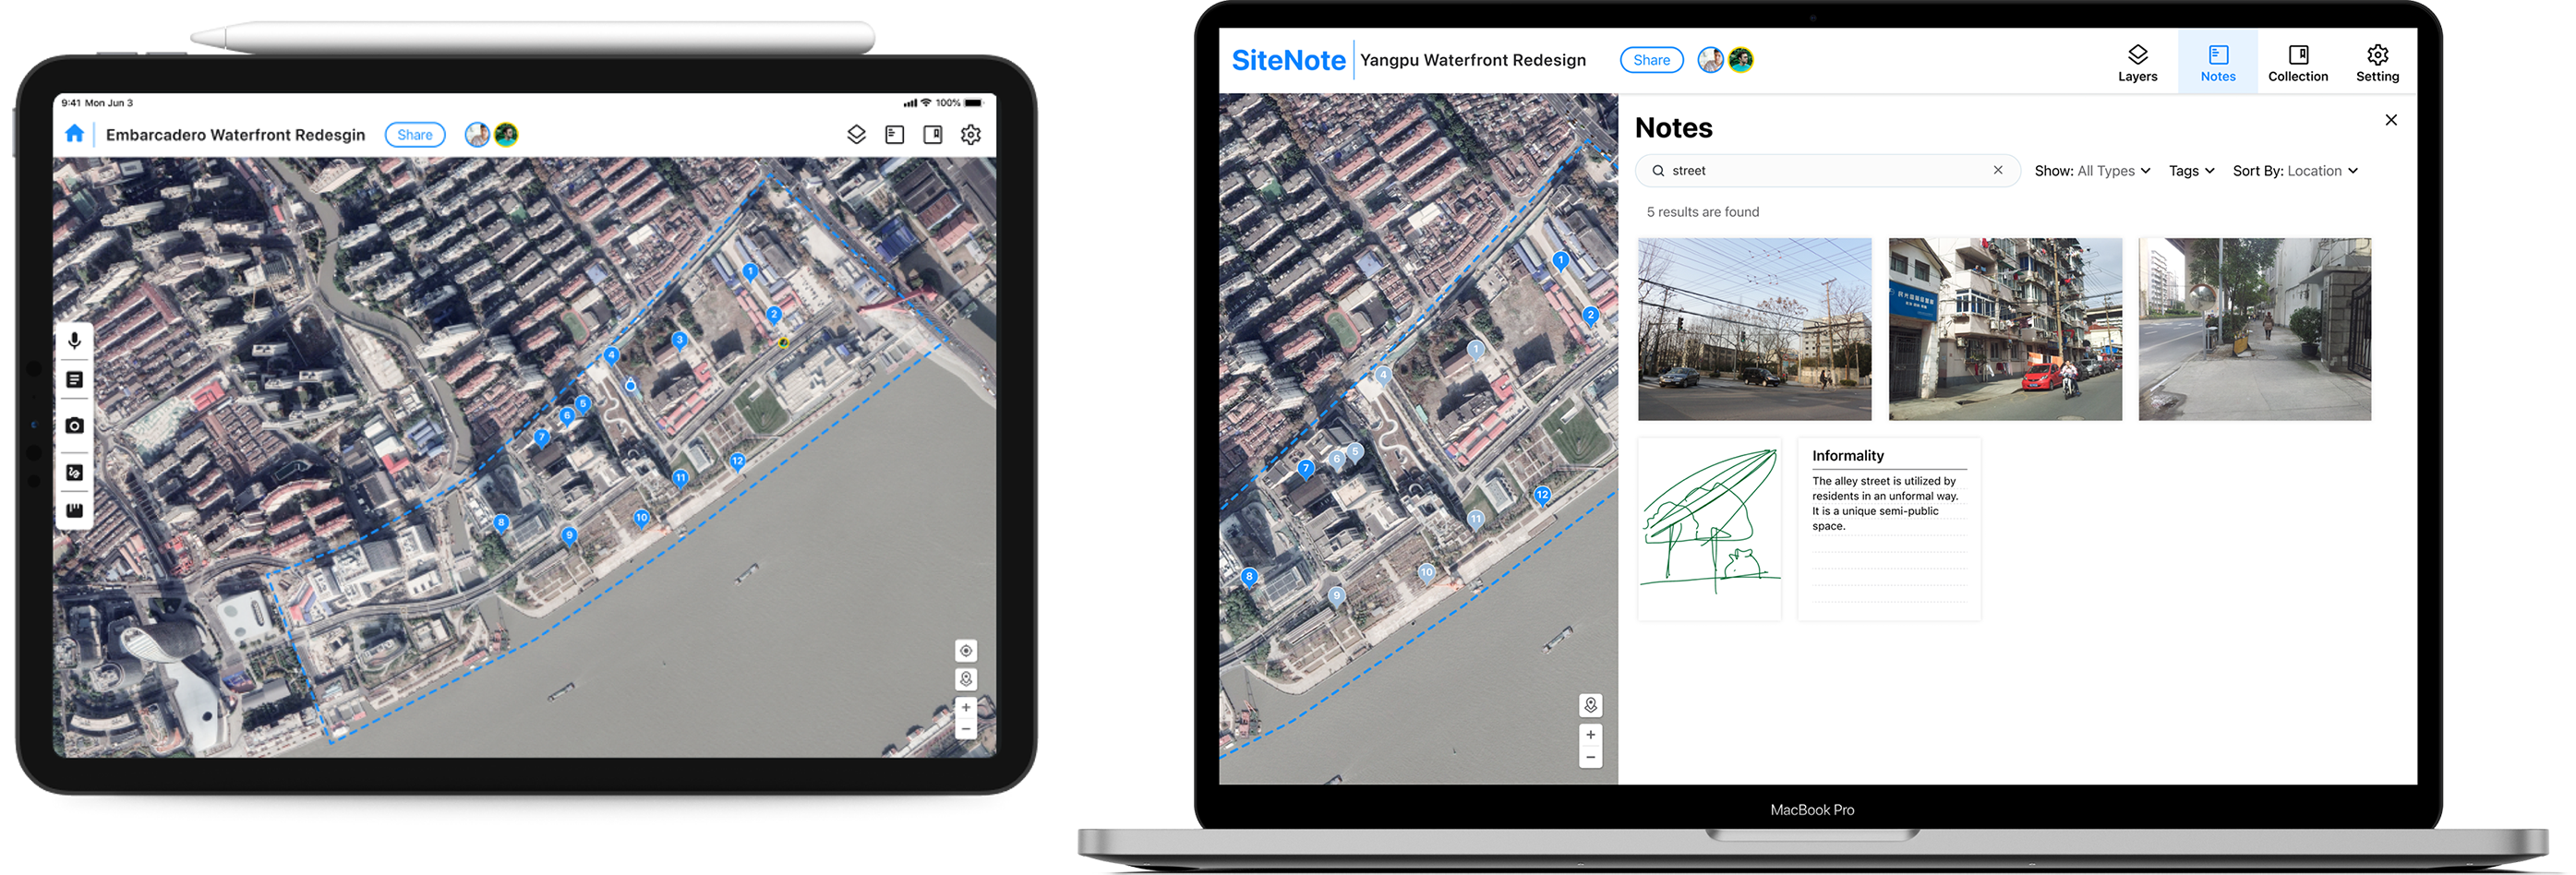 9:41 Mon Jun 3
100%
Embarcadero Waterfront Redesgin
Share
1
2
3
4
5
6
7
8
9
10
11
12
SiteNote
Yangpu Waterfront Redesign
Share
Layers
Notes
Collection
Setting
1
2
1
4
5
6
7
8
9
10
11
12
Notes
street
Show: All Types
Tags
Sort By: Location
5 results are found
Informality
The alley street is utilized by
residents in an unformal way.
It is a unique semi-public
space.
MacBook Pro